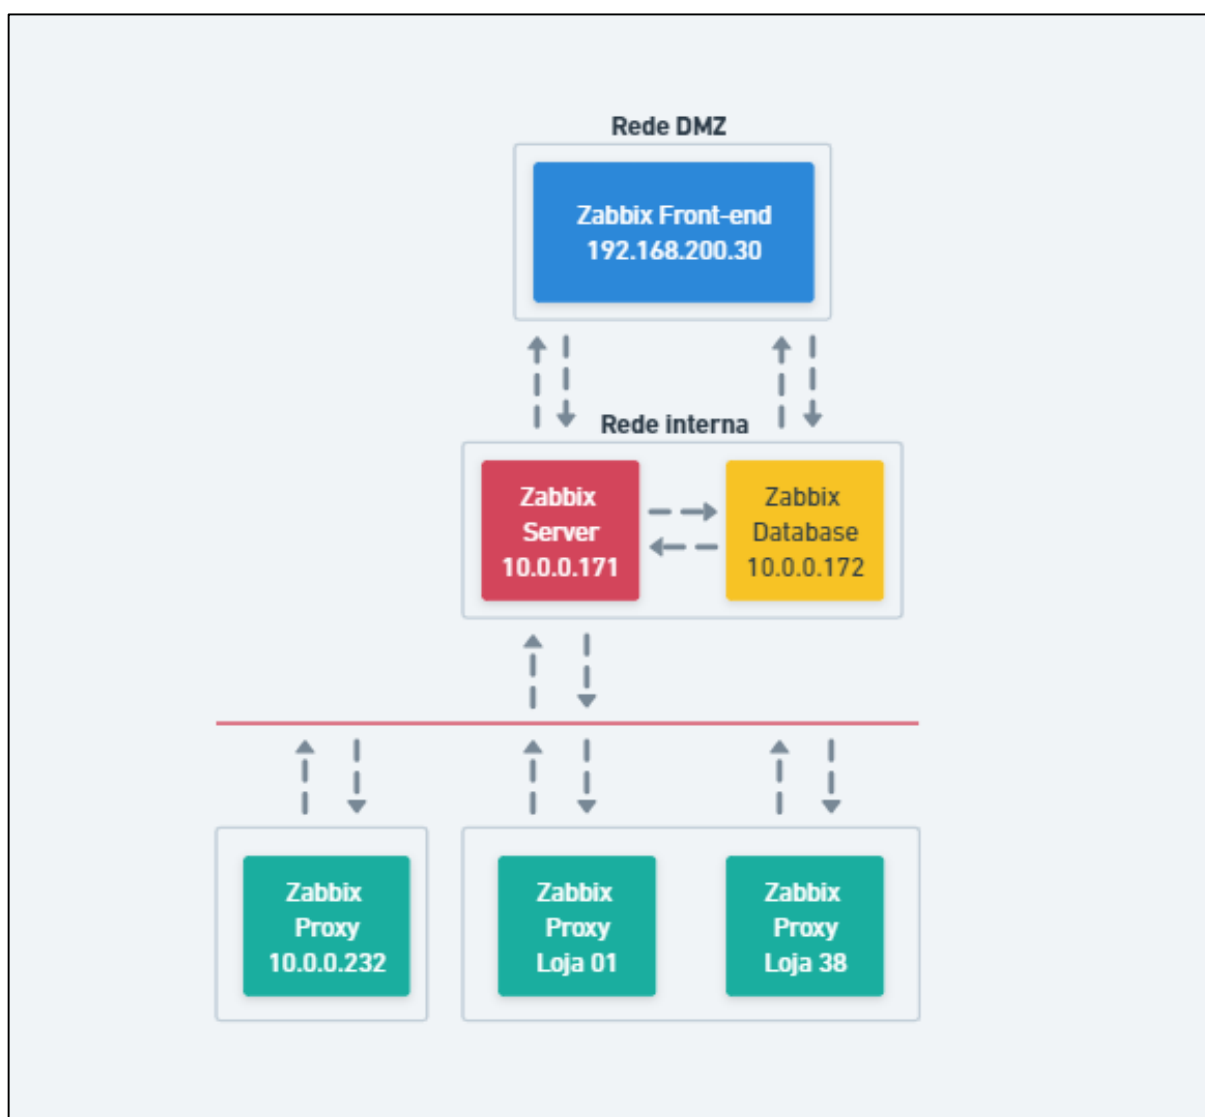 Rede DMZ
Zabbix Front-end
192.168.200.30
Rede interna
Zabbix
Server
10.0.0.171
Zabbix
Database
10.0.0.172
Zabbix
Proxy
10.0.0.232
Zabbix
Proxy
Loja 01
Zabbix
Proxy
Loja 38